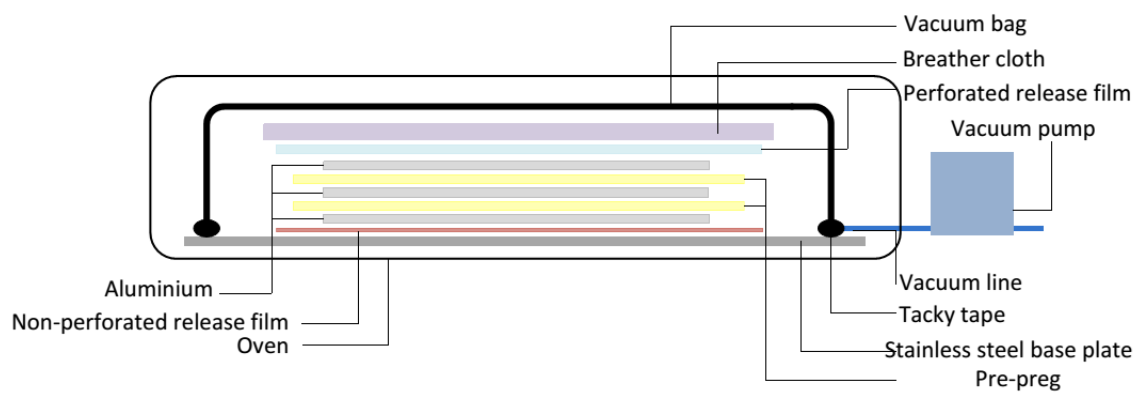 Vacuum bag
Breather cloth
Perforated release film
Vacuum pump
Aluminium
Non-perforated release film
Oven
Vacuum line
Tacky tape
Stainless steel base plate
Pre-preg